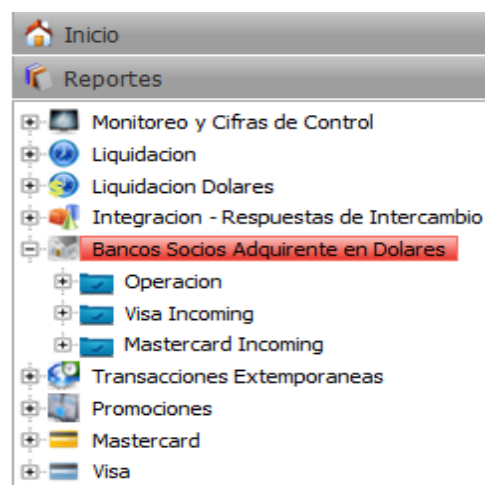 Inicio
Reportes
Monitoreo y Cifras de Control
Liquidacion
Liquidacion Dolares
Integracion - Respuestas de Intercambio
Bancos Socios Adquirente en Dolares
Operacion
Visa Incoming
Mastercard Incoming
Transacciones Extemporaneas
Promociones
Mastercard
Visa